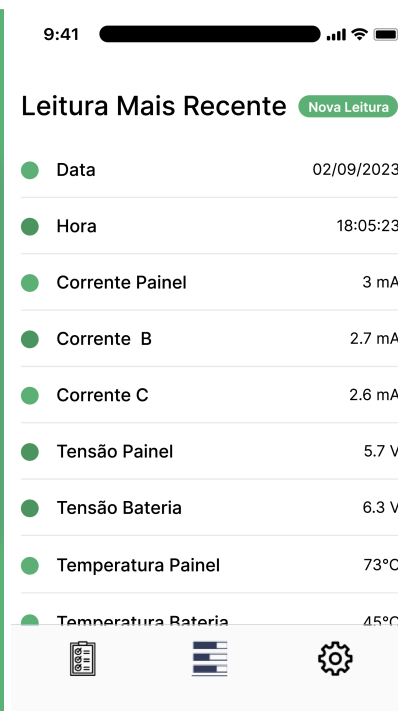 9:41
Leitura Mais Recente Nova Leitura
Data 02/09/2023
Hora 18:05:23
Corrente Painel 3 mA
Corrente B 2.7 mA
Corrente C 2.6 mA
Tensão Painel 5.7 V
Tensão Bateria 6.3 V
Temperatura Painel 73°C
Temperatura Bateria 45°C